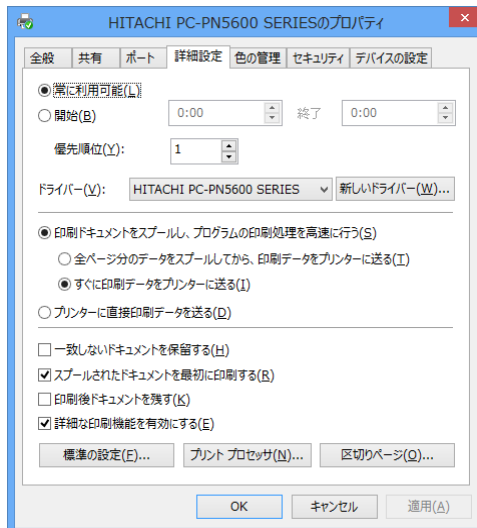 HITACHI PC-PN5600 SERIESのプロパティ
全般 共有 ポート 詳細設定 色の管理 セキュリティ デバイスの設定
常に利用可能(L)
開始(B) 0:00 終了 0:00
優先順位(Y): 1
ドライバー(V): HITACHI PC-PN5600 SERIES 新しいドライバー(W)...
印刷ドキュメントをスプールし、プログラムの印刷処理を高速に行う(S)
全ページ分のデータをスプールしてから、印刷データをプリンターに送る(T)
すぐに印刷データをプリンターに送る(I)
プリンターに直接印刷データを送る(D)
一致しないドキュメントを保留する(H)
スプールされたドキュメントを最初に印刷する(R)
印刷後ドキュメントを残す(K)
詳細な印刷機能を有効にする(E)
標準の設定(F)... プリント プロセッサ(N)... 区切りページ(O)...
OK キャンセル 適用(A)